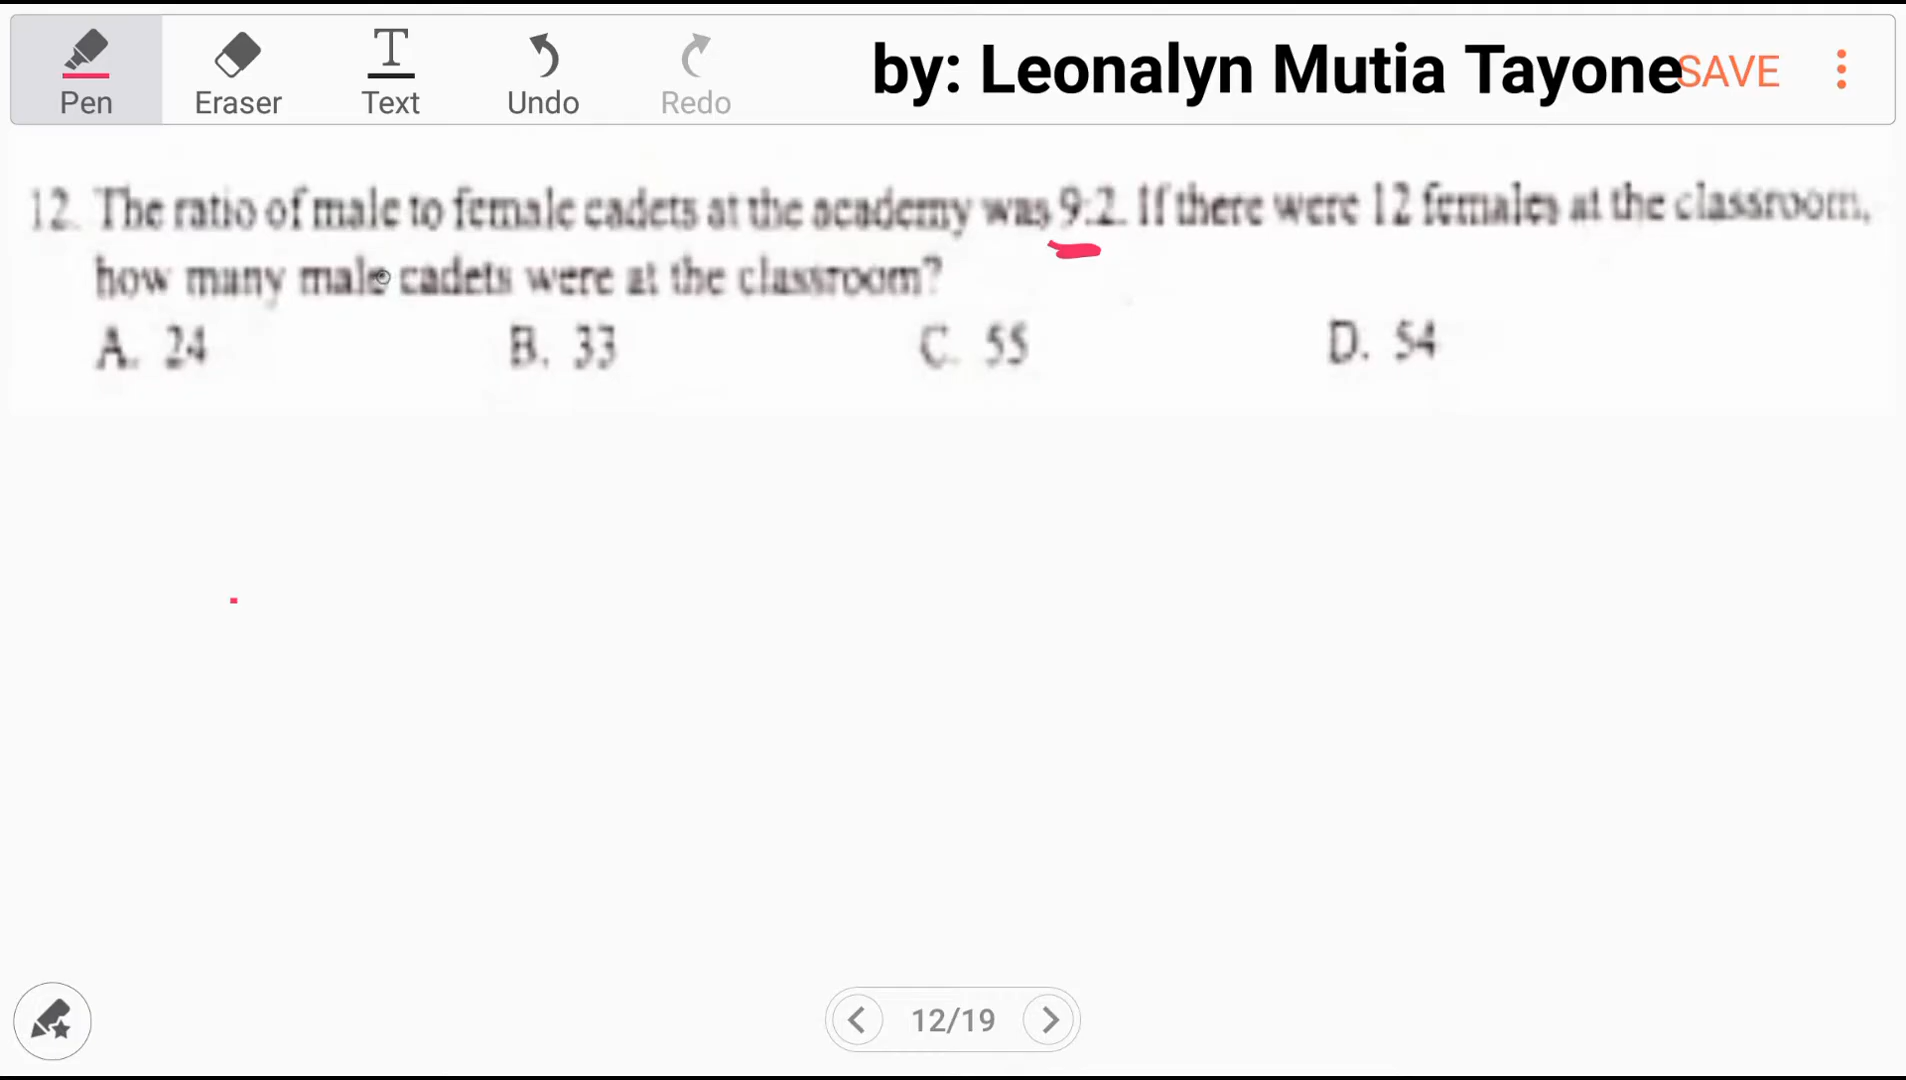 Pen
Eraser
Text
Undo
Redo
by: Leonalyn Mutia Tayone
SAVE
12. The ratio of male to female cadets at the academy was 9:2. If there were 12 females at the classroom,
how many male cadets were at the classroom?
A. 24 B. 33 C. 55 D. 54
12/19